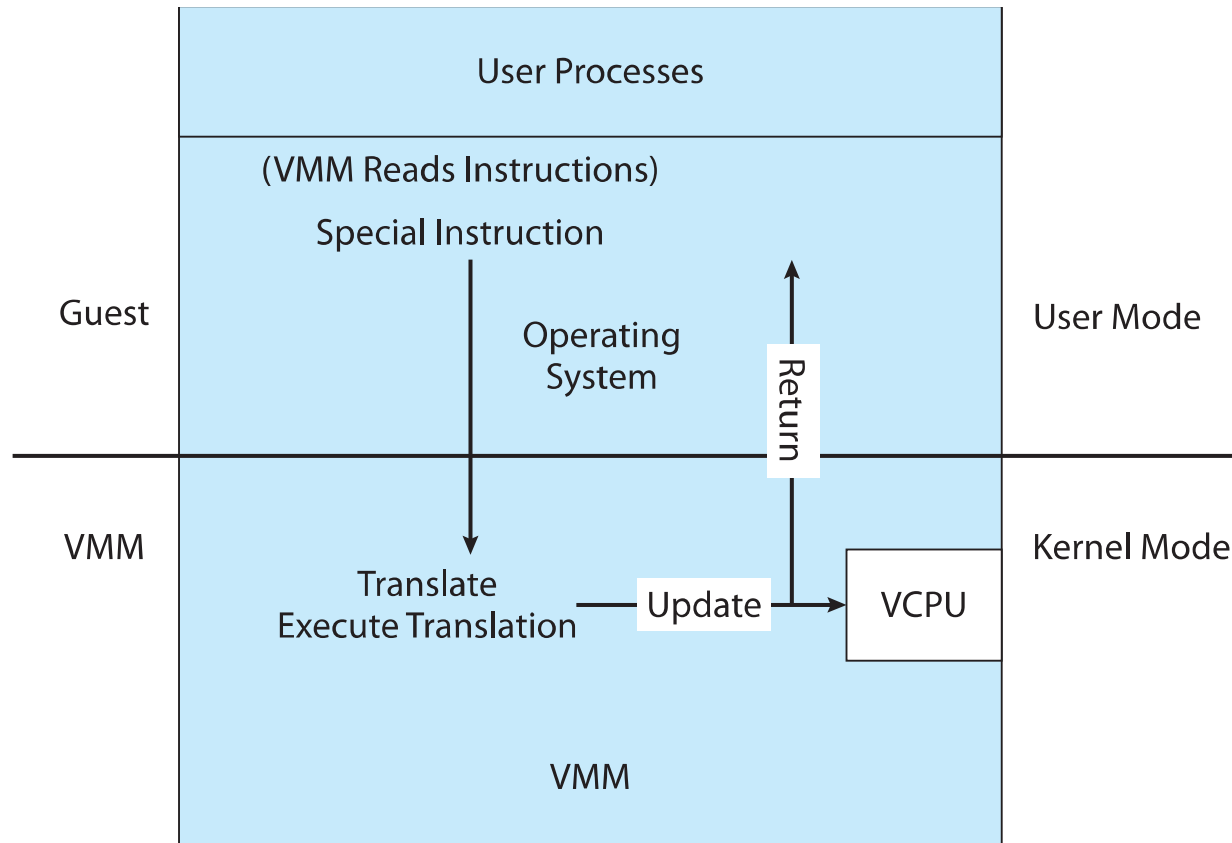 User Processes
(VMM Reads Instructions)
Special Instruction
Guest
User Mode
Operating
System
Return
VMM
Kernel Mode
Translate
Execute Translation
Update
VCPU
VMM